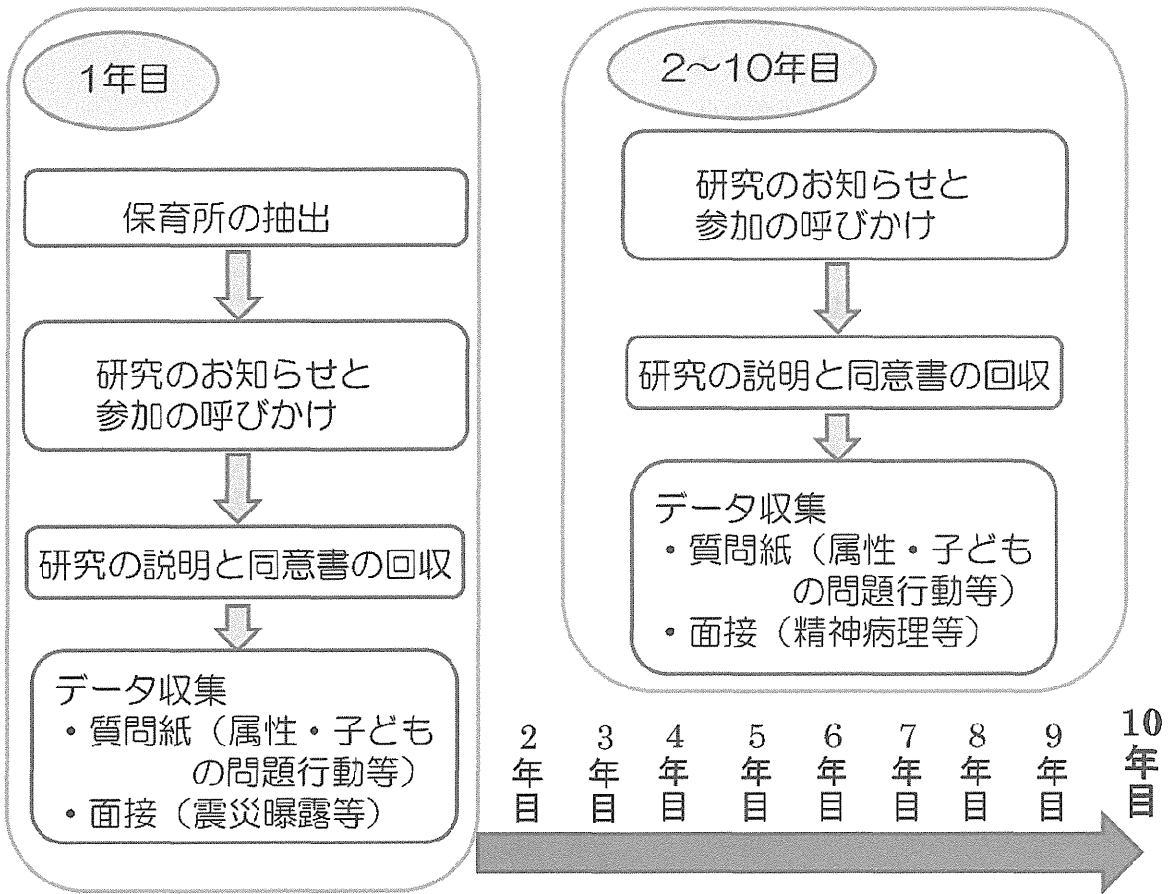 1年目
保育所の抽出
研究のお知らせと
参加の呼びかけ
研究の説明と同意書の回収
データ収集
・質問紙（属性・子ども
の問題行動等）
・面接（震災曝露等）
2～10年目
研究のお知らせと
参加の呼びかけ
研究の説明と同意書の回収
データ収集
・質問紙（属性・子ども
の問題行動等）
・面接（精神病理等）
2年目
3年目
4年目
5年目
6年目
7年目
8年目
9年目
10年目